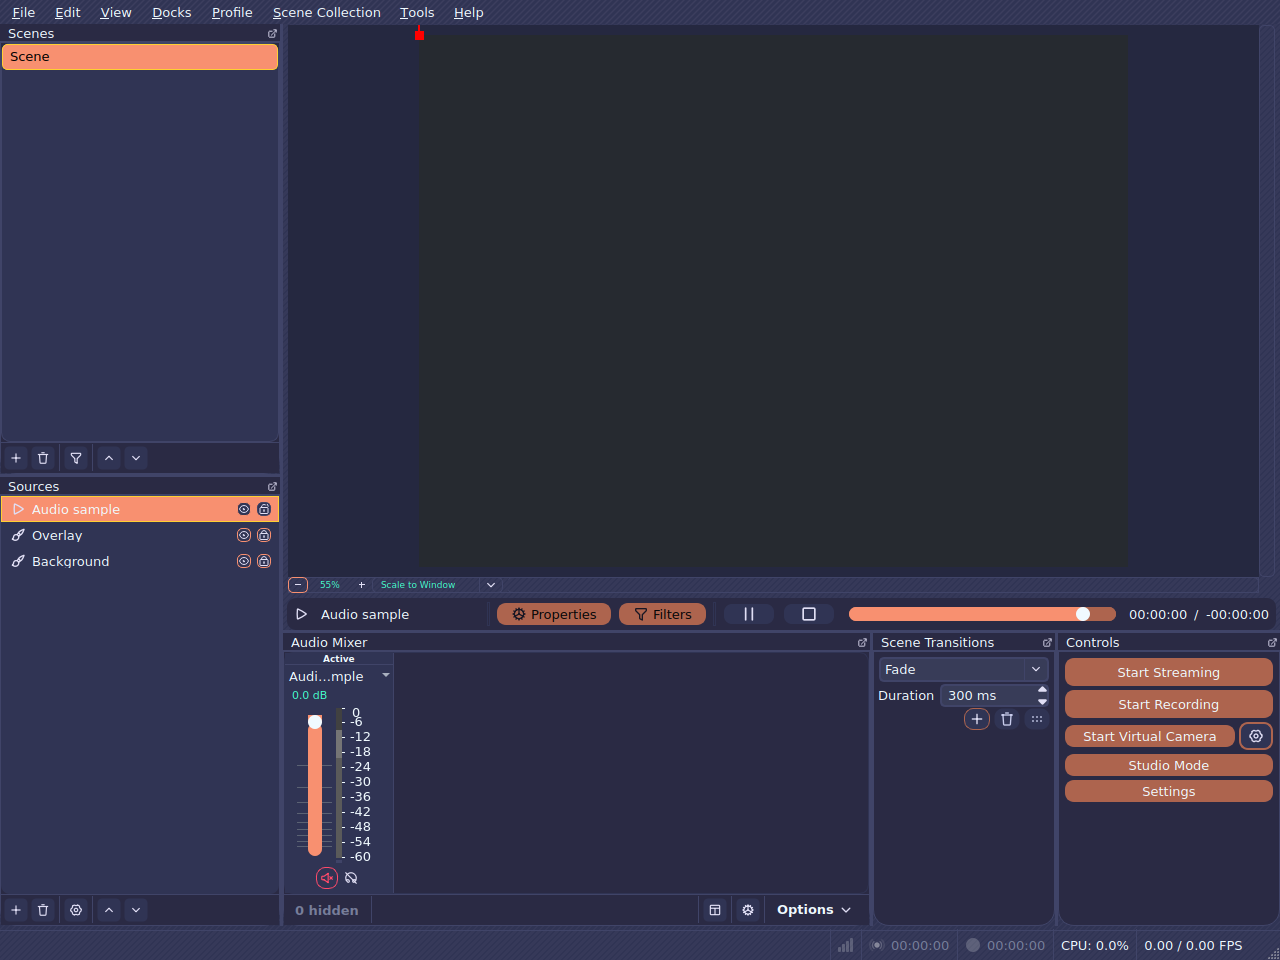 File Edit View Docks Profile Scene Collection Tools Help
Scenes
Scene
Sources
Audio sample
Overlay
Background
55% Scale to Window
Audio sample Properties Filters 00:00:00 / -00:00:00
Audio Mixer
Active
Audi...mple
0.0 dB
0
-6
-12
-18
-24
-30
-36
-42
-48
-54
-60
0 hidden Options
Scene Transitions
Fade
Duration 300 ms
Controls
Start Streaming
Start Recording
Start Virtual Camera
Studio Mode
Settings
00:00:00 00:00:00 CPU: 0.0% 0.00 / 0.00 FPS